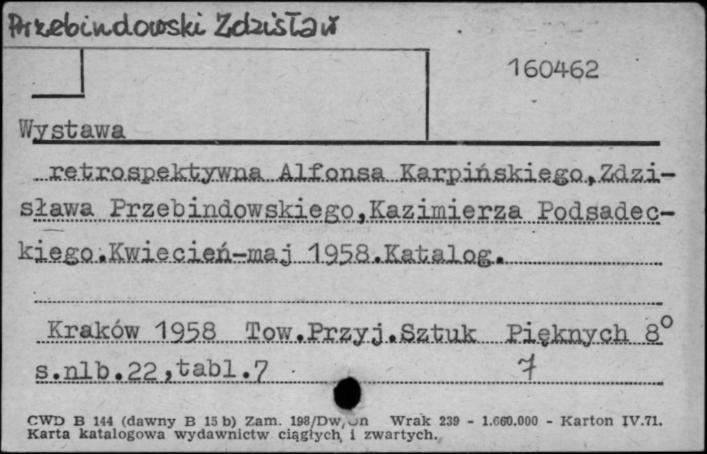 Przebindowski Zdzisław
160462
Wystawa
retrospektywna Alfonsa Karpińskiego,Zdzi-
sława Przebindowskiego,Kazimierza Podsadec-
kiego.Kwiecień-maj 1958.Katalog.
Kraków 1958 Tow.Przyj.Sztuk Pięknych 8°
s.nlb.22,tabl.7 7
CWD B 144 (dawny B 15 b) Zam. 198/Dw, Wrak 239 - 1.660.000 - Karton IV.71.
Karta katalogowa wydawnictw ciągłych i zwartych.